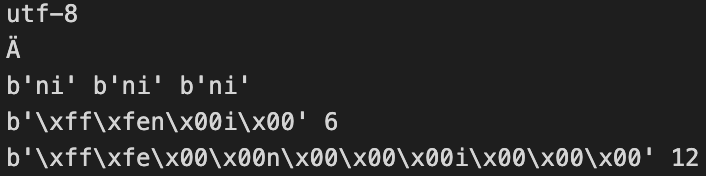 utf-8
Ä
b'ni' b'ni' b'ni'
b'\xff\xfen\x00i\x00' 6
b'\xff\xfe\x00\x00n\x00\x00\x00i\x00\x00\x00' 12